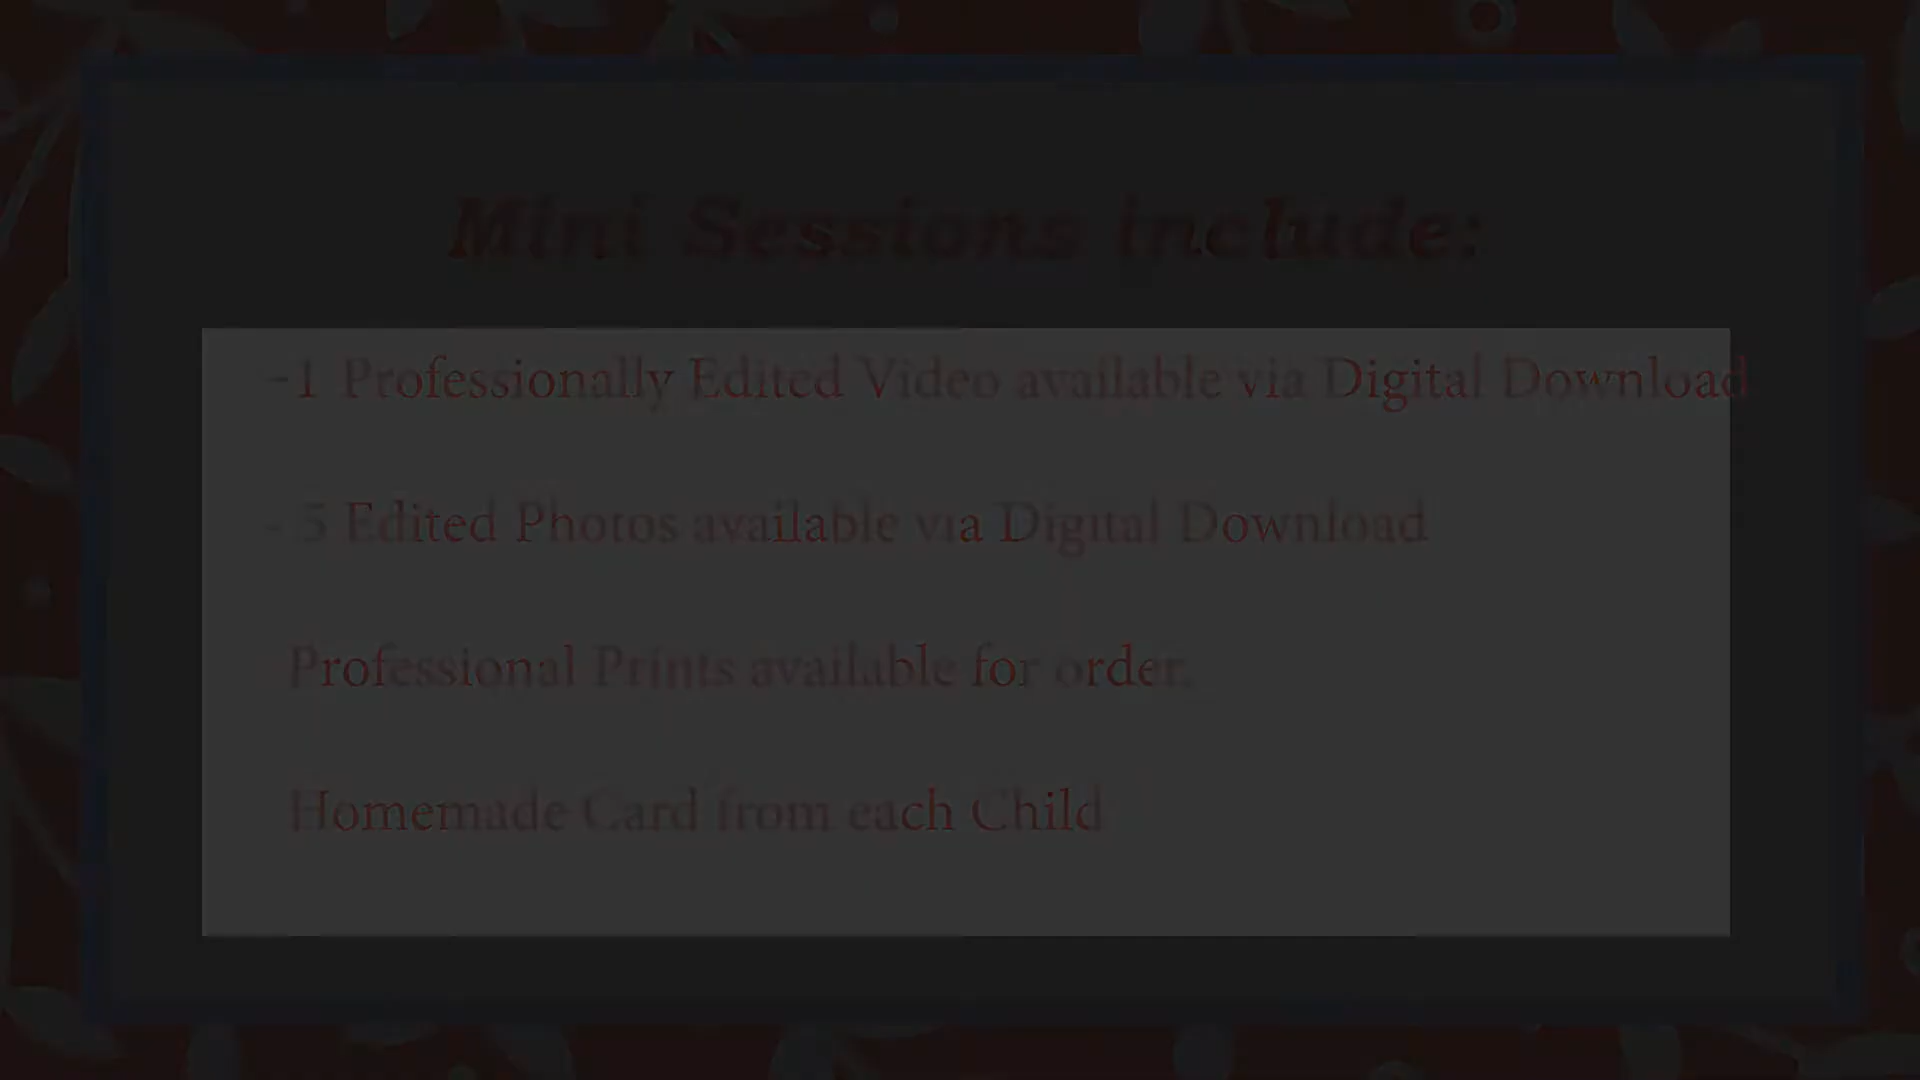 Mini Sessions include:
-1 Professionally Edited Video available via Digital Download
- 5 Edited Photos available via Digital Download
Professional Prints available for order.
Homemade Card from each Child